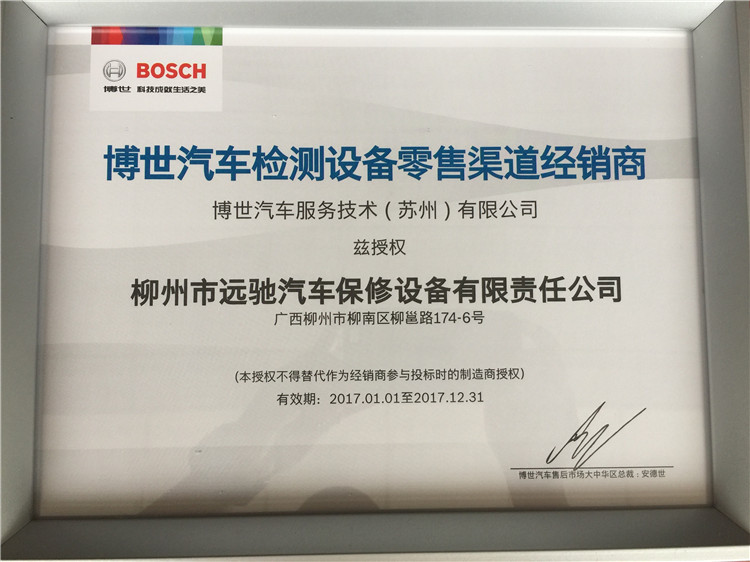 BOSCH
博世 科技成就生活之美
博世汽车检测设备零售渠道经销商
博世汽车服务技术（苏州）有限公司
兹授权
柳州市远驰汽车保修设备有限责任公司
广西柳州市柳南区柳邕路174-6号
(本授权不得替代作为经销商参与投标时的制造商授权)
有效期：2017.01.01至2017.12.31
博世汽车售后市场大中华区总裁：安德世